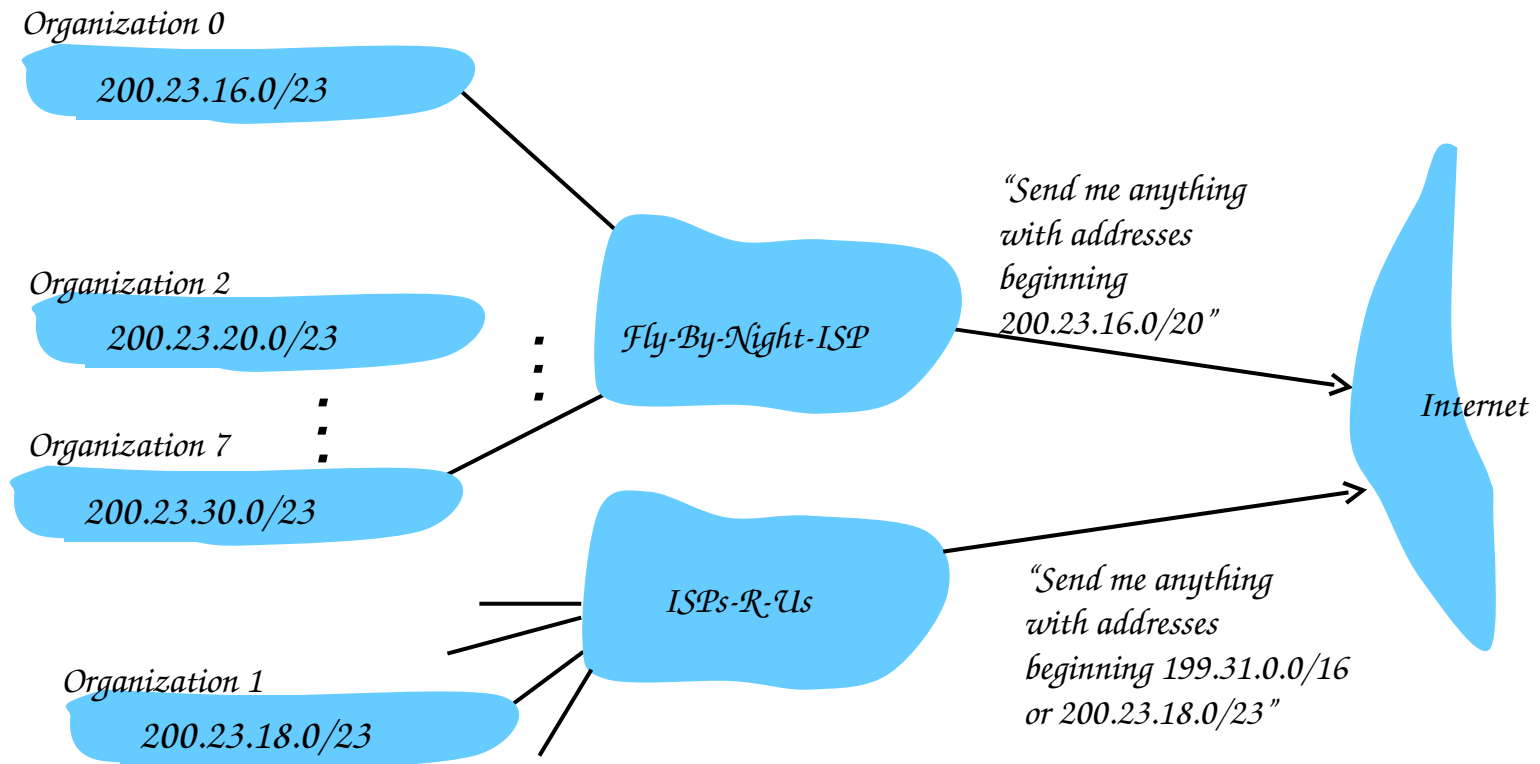 Organization 0
200.23.16.0/23
Organization 2
200.23.20.0/23
Organization 7
200.23.30.0/23
Organization 1
200.23.18.0/23
Fly-By-Night-ISP
ISPs-R-Us
“Send me anything
with addresses
beginning
200.23.16.0/20”
“Send me anything
with addresses
beginning 199.31.0.0/16
or 200.23.18.0/23”
Internet